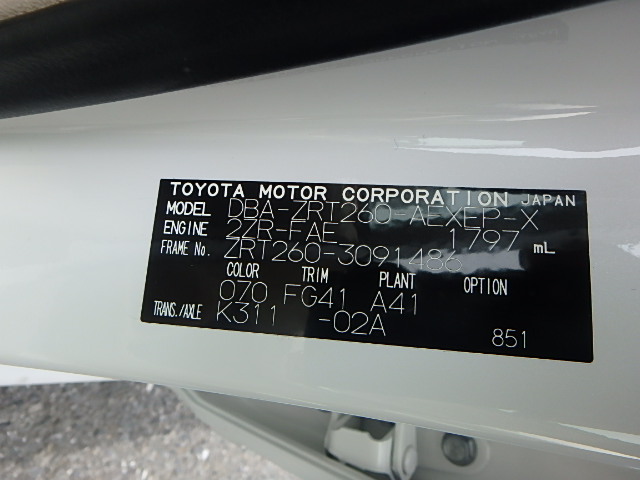 TOYOTA MOTOR CORPORATION JAPAN
MODEL DBA-ZRT260-AEXEP-X
ENGINE 2ZR-FAE 1797 mL
FRAME No. ZRT260-3091486
COLOR TRIM PLANT OPTION
070 FG41 A41
TRANS./AXLE K311 -02A
851